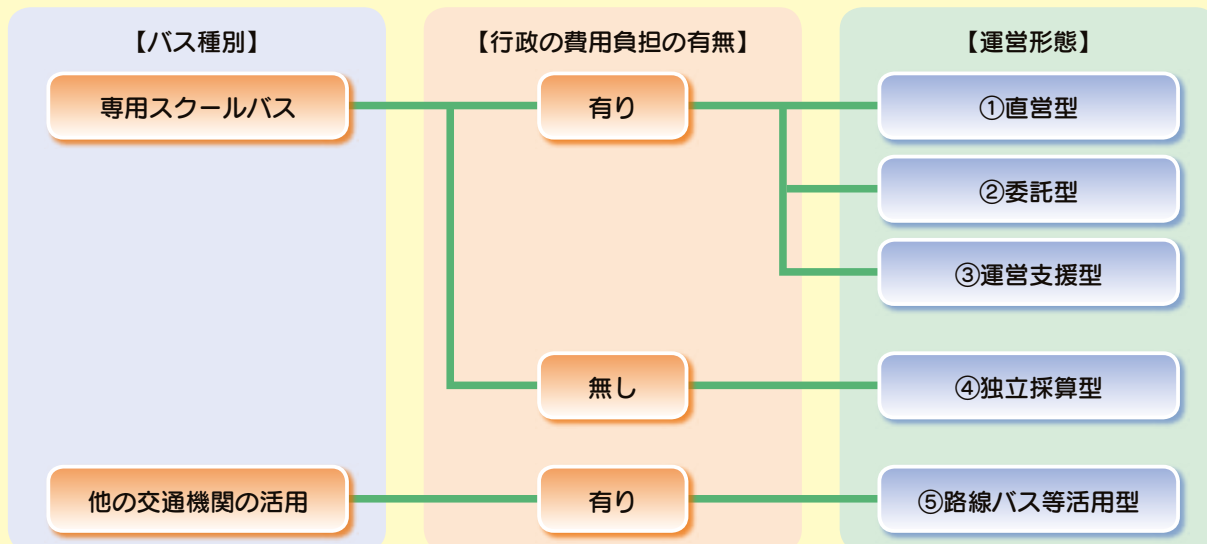 【バス種別】
【行政の費用負担の有無】
【運営形態】
専用スクールバス
有り
①直営型
②委託型
③運営支援型
無し
④独立採算型
他の交通機関の活用
有り
⑤路線バス等活用型